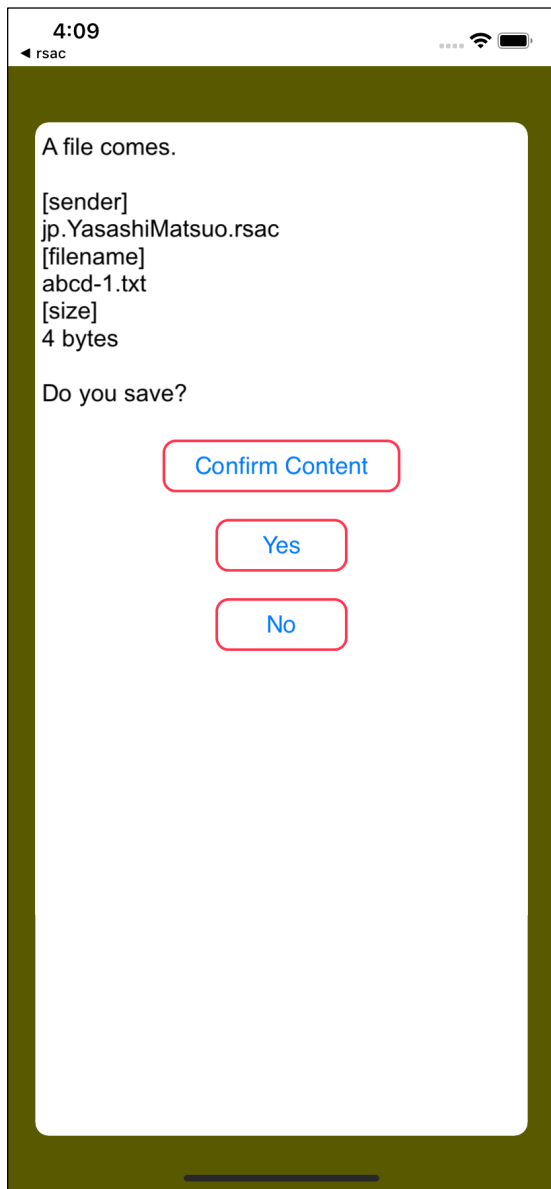 4:09
◀ rsac
A file comes.
[sender]
jp.YasashiMatsuo.rsac
[filename]
abcd-1.txt
[size]
4 bytes
Do you save?
Confirm Content
Yes
No